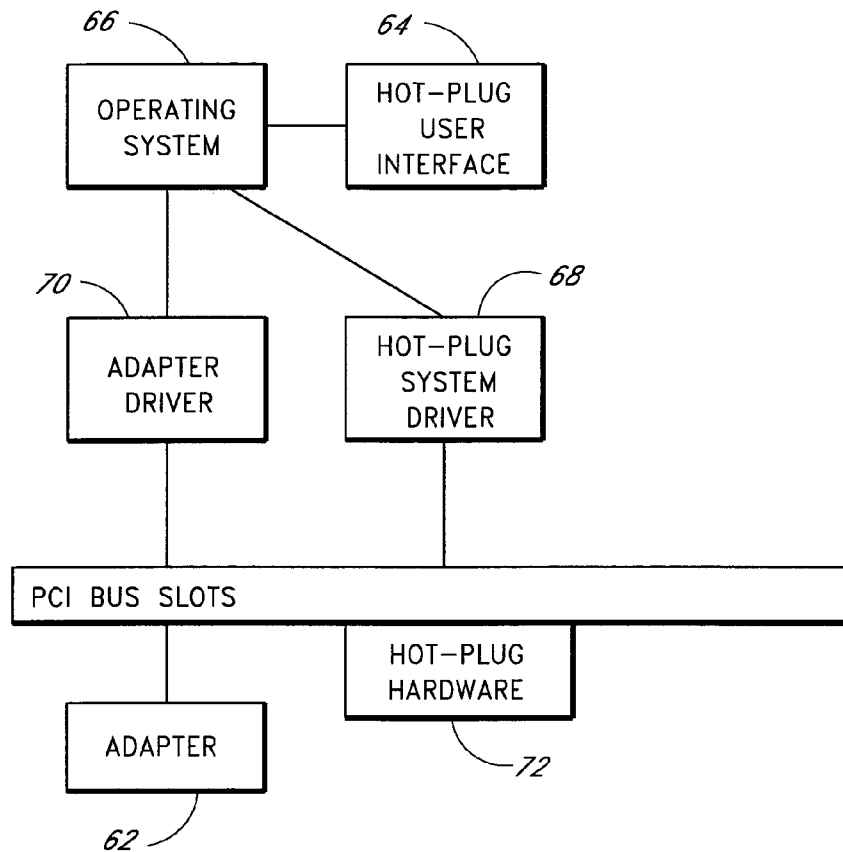 66
64
OPERATING
SYSTEM
HOT-PLUG
USER
INTERFACE
70
68
ADAPTER
DRIVER
HOT-PLUG
SYSTEM
DRIVER
PCI BUS SLOTS
HOT-PLUG
HARDWARE
ADAPTER
72
62